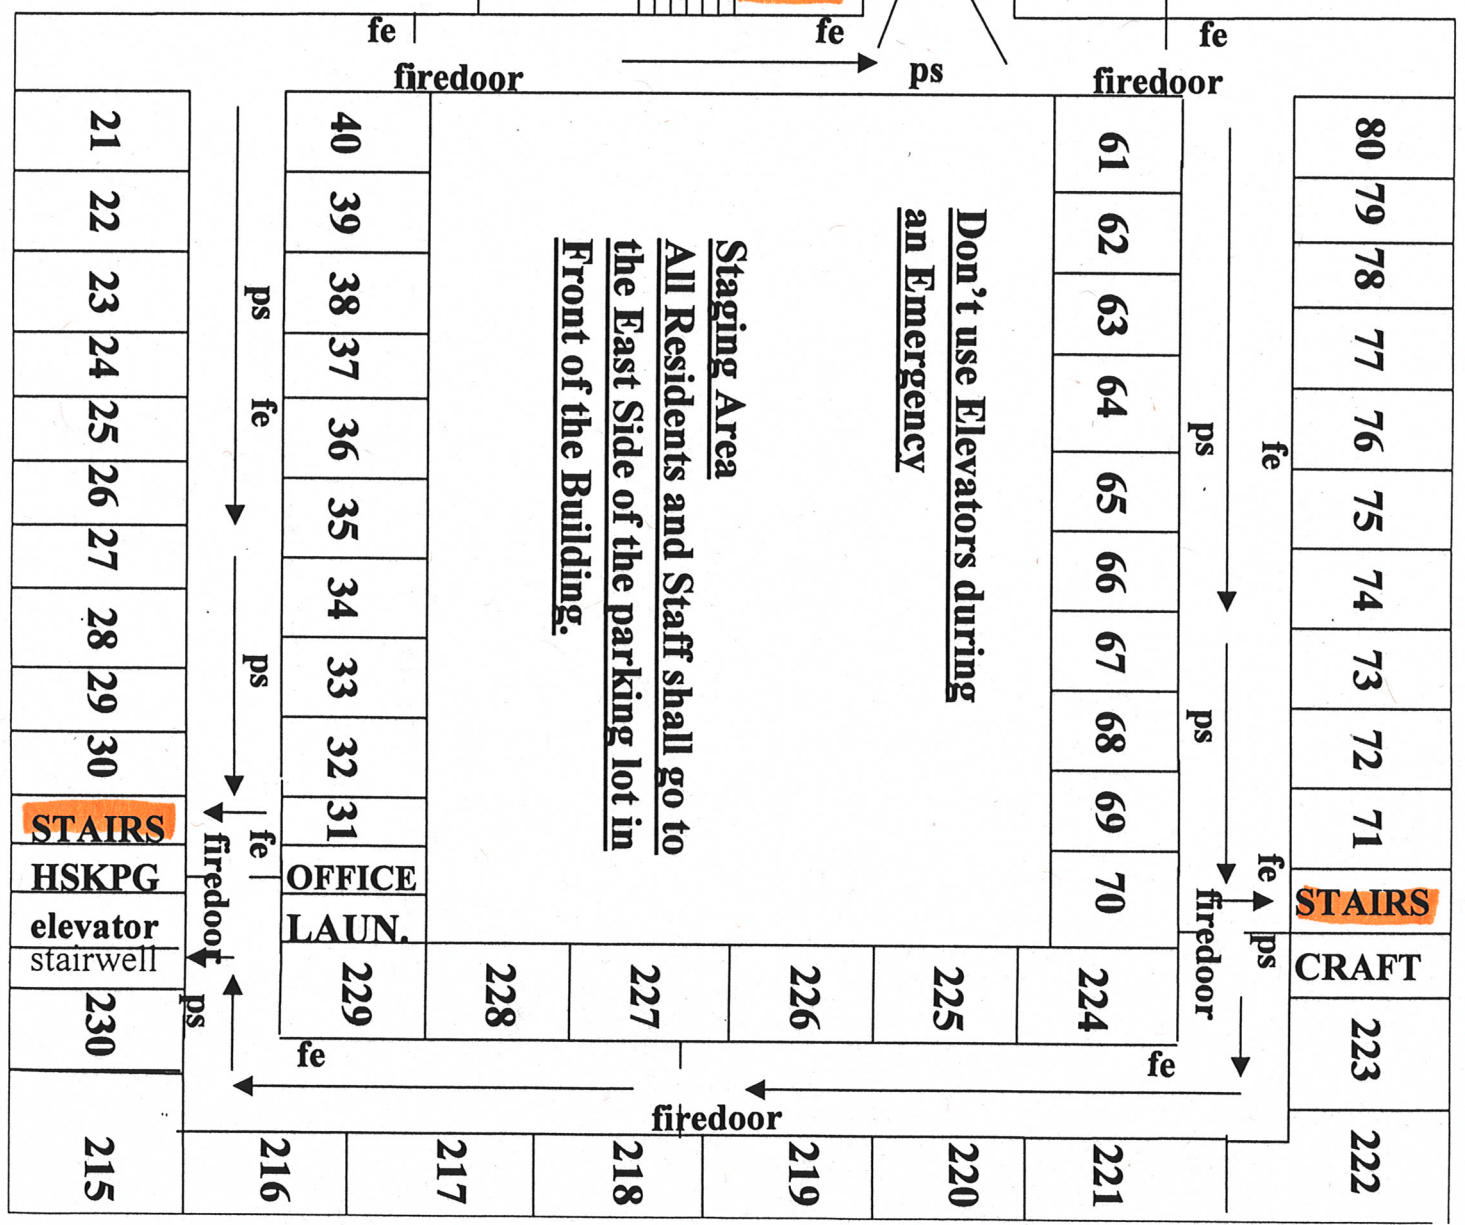 fe
fe
fe
firedoor
ps
firedoor
21
22
23
24
25
26
27
28
29
30
STAIRS
HSKPG
elevator
stairwell
230
215
ps
fe
ps
fe
firedoor
ps
40
39
38
37
36
35
34
33
32
31
OFFICE
LAUN.
Don't use Elevators during
an Emergency
Staging Area
All Residents and Staff shall go to
the East Side of the parking lot in
Front of the Building.
61
62
63
64
65
66
67
68
69
70
ps
fe
ps
fe
firedoor
ps
80
79
78
77
76
75
74
73
72
71
STAIRS
CRAFT
223
222
229
228
227
226
225
224
fe
fe
firedoor
216
217
218
219
220
221